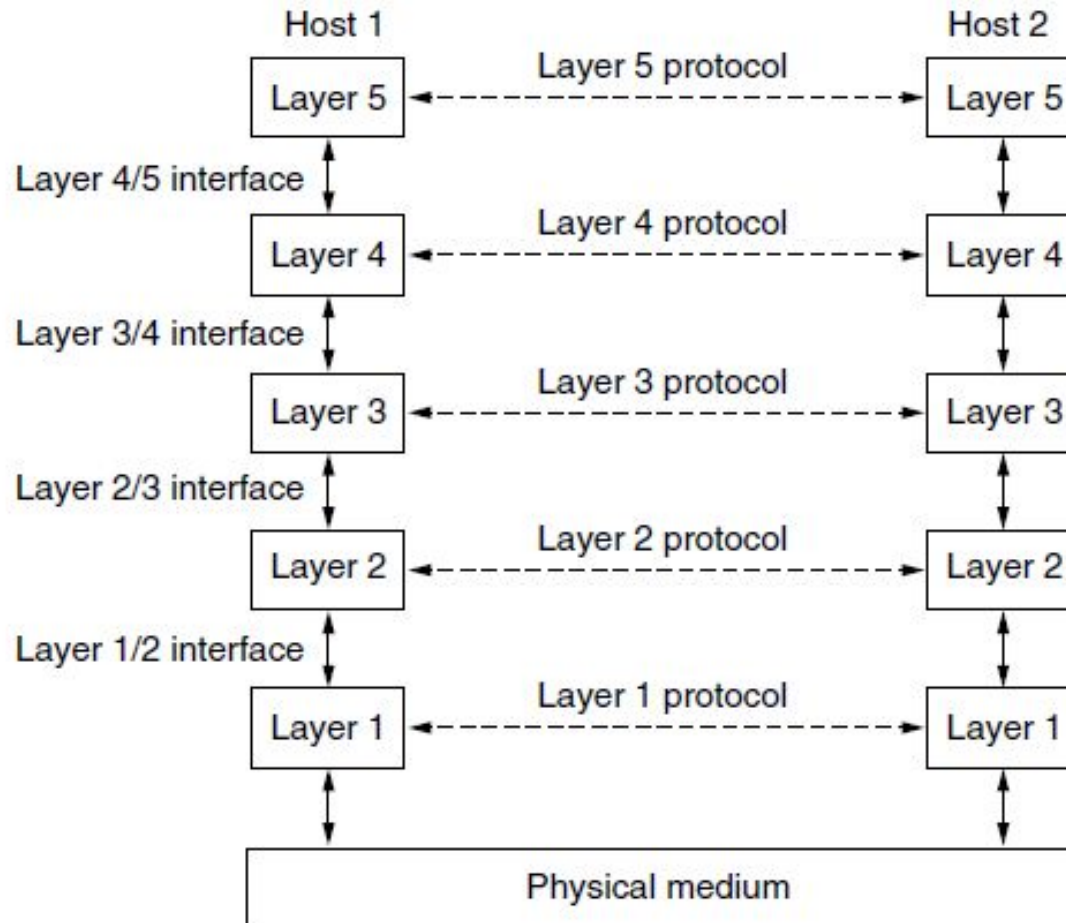 Host 1
Host 2
Layer 5 protocol
Layer 5
Layer 5
Layer 4/5 interface
Layer 4 protocol
Layer 4
Layer 4
Layer 3/4 interface
Layer 3 protocol
Layer 3
Layer 3
Layer 2/3 interface
Layer 2 protocol
Layer 2
Layer 2
Layer 1/2 interface
Layer 1 protocol
Layer 1
Layer 1
Physical medium